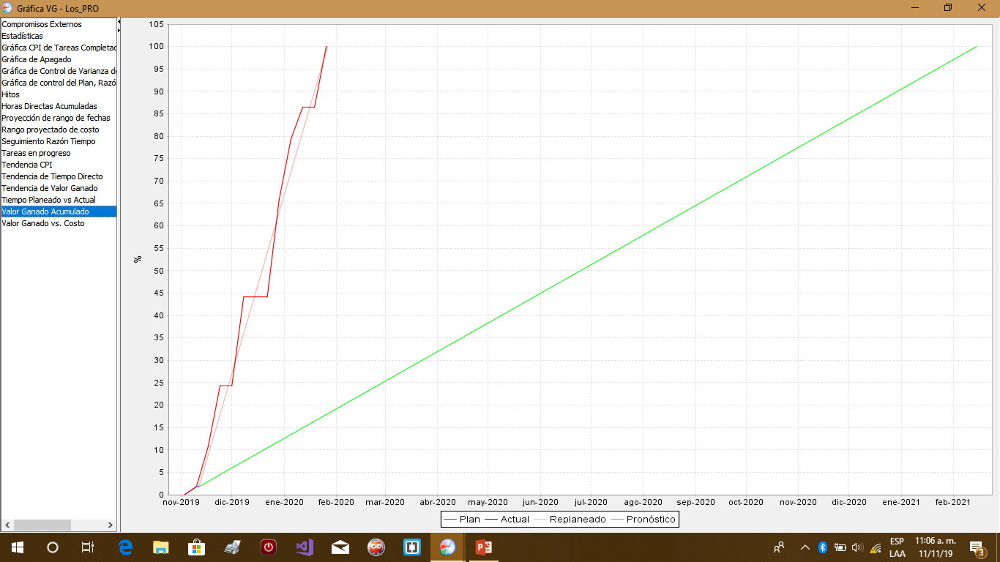 Gráfica VG - Los_PRO
Compromisos Externos
Estadísticas
Gráfica CPI de Tareas Completad
Gráfica de Apagado
Gráfica de Control de Varianza de
Gráfica de control del Plan, Razó
Hitos
Horas Directas Acumuladas
Proyección de rango de fechas
Rango proyectado de costo
Seguimiento Razón Tiempo
Tareas en progreso
Tendencia CPI
Tendencia de Tiempo Directo
Tendencia de Valor Ganado
Tiempo Planeado vs Actual
Valor Ganado Acumulado
Valor Ganado vs. Costo
105
100
95
90
85
80
75
70
65
60
55
50
45
40
35
30
25
20
15
10
5
0
%
nov-2019 dic-2019 ene-2020 feb-2020 mar-2020 abr-2020 may-2020 jun-2020 jul-2020 ago-2020 sep-2020 oct-2020 nov-2020 dic-2020 ene-2021 feb-2021
Plan Actual Replaneado Pronóstico
ESP
LAA
11:06 a. m.
11/11/19
3